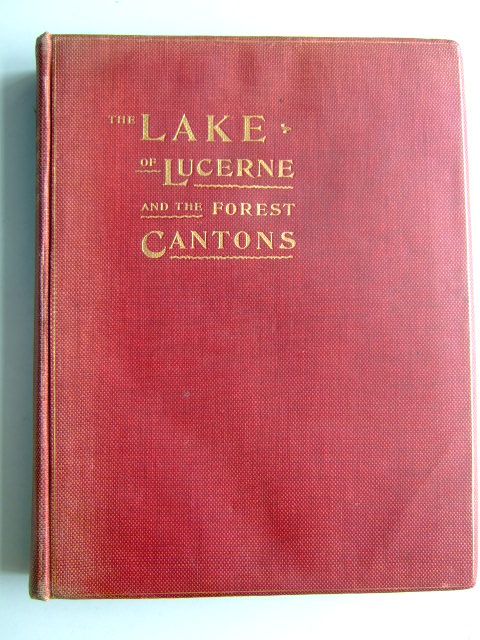 THE LAKE
OF LUCERNE
AND THE FOREST
CANTONS